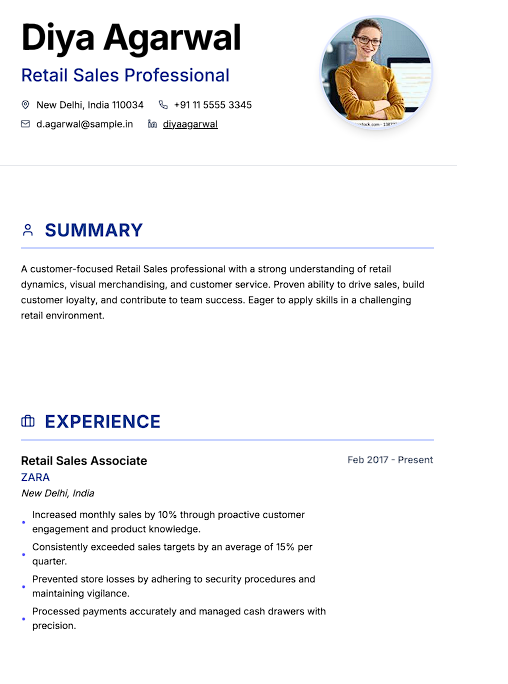 Diya Agarwal
Retail Sales Professional
New Delhi, India 110034 +91 11 5555 3345
d.agarwal@sample.in diyaagarwal
SUMMARY
A customer-focused Retail Sales professional with a strong understanding of retail
dynamics, visual merchandising, and customer service. Proven ability to drive sales, build
customer loyalty, and contribute to team success. Eager to apply skills in a challenging
retail environment.
EXPERIENCE
Retail Sales Associate Feb 2017 - Present
ZARA
New Delhi, India
• Increased monthly sales by 10% through proactive customer
engagement and product knowledge.
• Consistently exceeded sales targets by an average of 15% per
quarter.
• Prevented store losses by adhering to security procedures and
maintaining vigilance.
• Processed payments accurately and managed cash drawers with
precision.